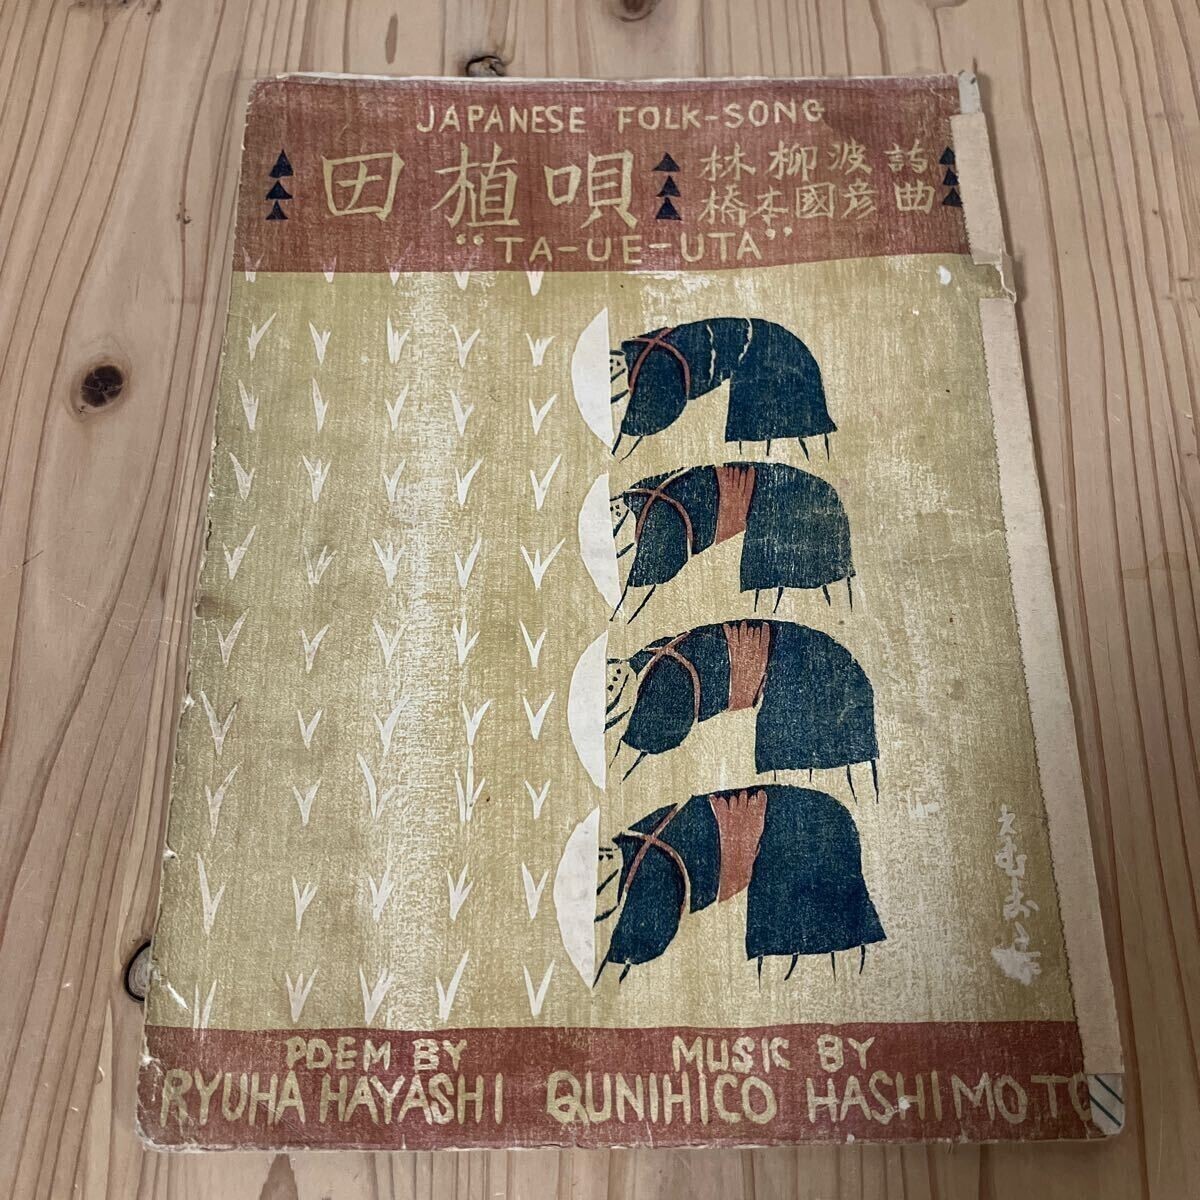 JAPANESE FOLK-SONG
田植唄
林柳波 詩
橋本國彦 曲
“TA-UE-UTA”
POEM BY
RYUHA HAYASHI
MUSIC BY
QUNIHICO HASHIMOTO